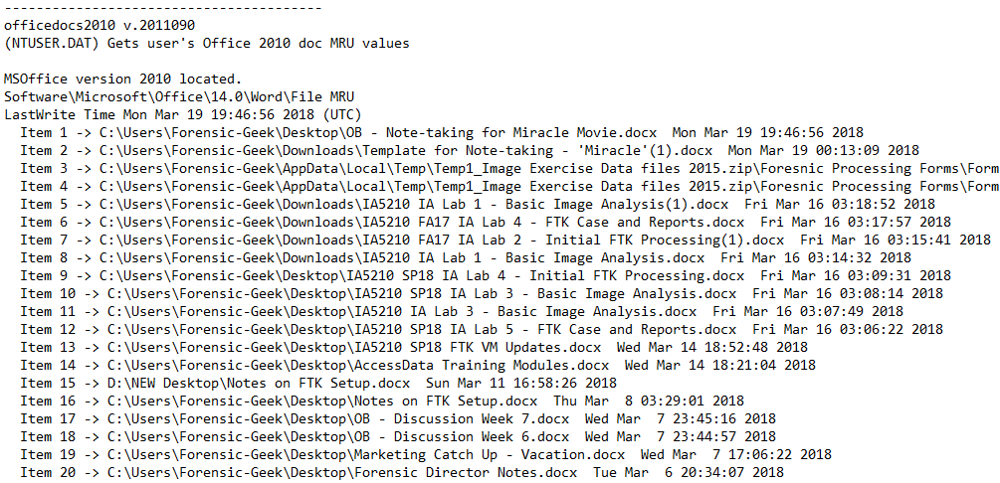 ----------------------------------------
officedocs2010 v.2011090
(NTUSER.DAT) Gets user's Office 2010 doc MRU values
MSOffice version 2010 located.
Software\Microsoft\Office\14.0\Word\File MRU
LastWrite Time Mon Mar 19 19:46:56 2018 (UTC)
  Item 1 -> C:\Users\Forensic-Geek\Desktop\OB - Note-taking for Miracle Movie.docx  Mon Mar 19 19:46:56 2018
  Item 2 -> C:\Users\Forensic-Geek\Downloads\Template for Note-taking - 'Miracle'(1).docx  Mon Mar 19 00:13:09 2018
  Item 3 -> C:\Users\Forensic-Geek\AppData\Local\Temp\Temp1_Image Exercise Data files 2015.zip\Foresnic Processing Forms\Form
  Item 4 -> C:\Users\Forensic-Geek\AppData\Local\Temp\Temp1_Image Exercise Data files 2015.zip\Foresnic Processing Forms\Form
  Item 5 -> C:\Users\Forensic-Geek\Downloads\IA5210 IA Lab 1 - Basic Image Analysis(1).docx  Fri Mar 16 03:18:52 2018
  Item 6 -> C:\Users\Forensic-Geek\Downloads\IA5210 FA17 IA Lab 4 - FTK Case and Reports.docx  Fri Mar 16 03:17:57 2018
  Item 7 -> C:\Users\Forensic-Geek\Downloads\IA5210 FA17 IA Lab 2 - Initial FTK Processing(1).docx  Fri Mar 16 03:15:41 2018
  Item 8 -> C:\Users\Forensic-Geek\Downloads\IA5210 IA Lab 1 - Basic Image Analysis.docx  Fri Mar 16 03:14:32 2018
  Item 9 -> C:\Users\Forensic-Geek\Desktop\IA5210 SP18 IA Lab 4 - Initial FTK Processing.docx  Fri Mar 16 03:09:31 2018
  Item 10 -> C:\Users\Forensic-Geek\Desktop\IA5210 SP18 IA Lab 3 - Basic Image Analysis.docx  Fri Mar 16 03:08:14 2018
  Item 11 -> C:\Users\Forensic-Geek\Desktop\IA5210 IA Lab 3 - Basic Image Analysis.docx  Fri Mar 16 03:07:49 2018
  Item 12 -> C:\Users\Forensic-Geek\Desktop\IA5210 SP18 IA Lab 5 - FTK Case and Reports.docx  Fri Mar 16 03:06:22 2018
  Item 13 -> C:\Users\Forensic-Geek\Desktop\IA5210 SP18 FTK VM Updates.docx  Wed Mar 14 18:52:48 2018
  Item 14 -> C:\Users\Forensic-Geek\Desktop\AccessData Training Modules.docx  Wed Mar 14 18:21:04 2018
  Item 15 -> D:\NEW Desktop\Notes on FTK Setup.docx  Sun Mar 11 16:58:26 2018
  Item 16 -> C:\Users\Forensic-Geek\Desktop\Notes on FTK Setup.docx  Thu Mar  8 03:29:01 2018
  Item 17 -> C:\Users\Forensic-Geek\Desktop\OB - Discussion Week 7.docx  Wed Mar  7 23:45:16 2018
  Item 18 -> C:\Users\Forensic-Geek\Desktop\OB - Discussion Week 6.docx  Wed Mar  7 23:44:57 2018
  Item 19 -> C:\Users\Forensic-Geek\Desktop\Marketing Catch Up - Vacation.docx  Wed Mar  7 17:06:22 2018
  Item 20 -> C:\Users\Forensic-Geek\Desktop\Forensic Director Notes.docx  Tue Mar  6 20:34:07 2018